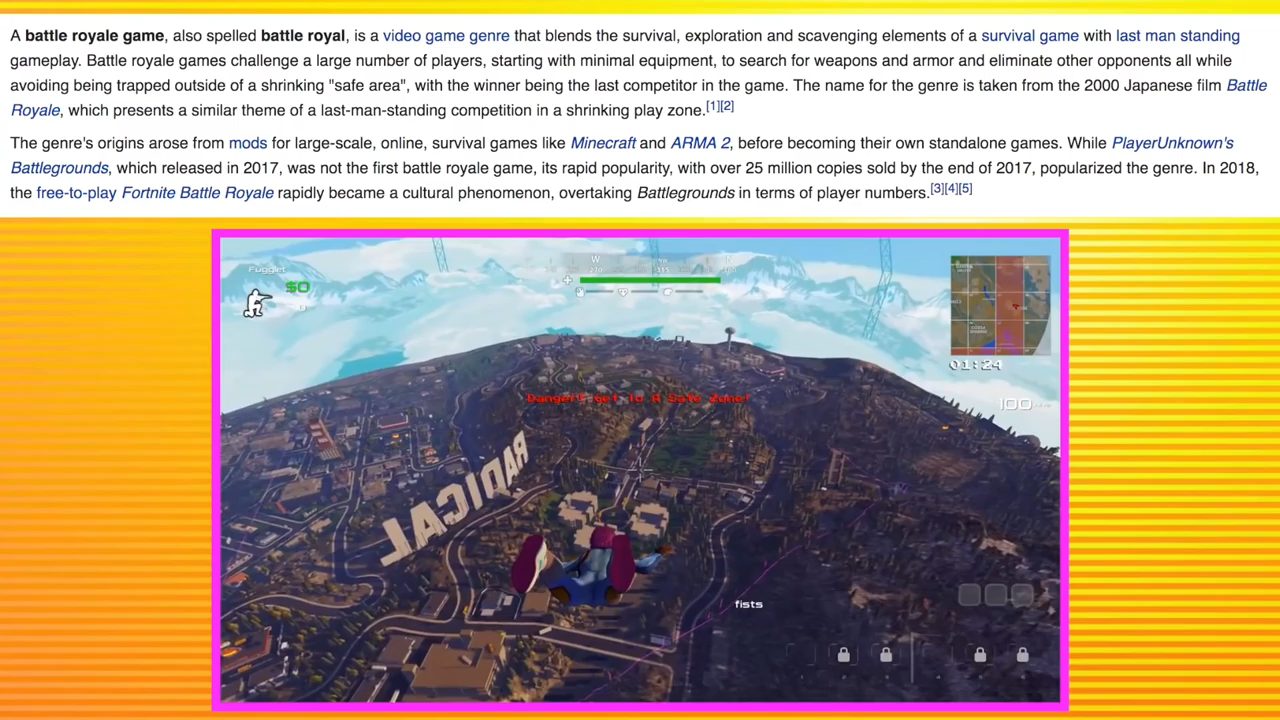 A battle royale game, also spelled battle royal, is a video game genre that blends the survival, exploration and scavenging elements of a survival game with last man standing
gameplay. Battle royale games challenge a large number of players, starting with minimal equipment, to search for weapons and armor and eliminate other opponents all while
avoiding being trapped outside of a shrinking "safe area", with the winner being the last competitor in the game. The name for the genre is taken from the 2000 Japanese film Battle
Royale, which presents a similar theme of a last-man-standing competition in a shrinking play zone.[1][2]
The genre's origins arose from mods for large-scale, online, survival games like Minecraft and ARMA 2, before becoming their own standalone games. While PlayerUnknown's
Battlegrounds, which released in 2017, was not the first battle royale game, its rapid popularity, with over 25 million copies sold by the end of 2017, popularized the genre. In 2018,
the free-to-play Fortnite Battle Royale rapidly became a cultural phenomenon, overtaking Battlegrounds in terms of player numbers.[3][4][5]
W
Fugglet
$0
01:24
Danger! Get to A Safe Zone!
100
RADICAL
fists